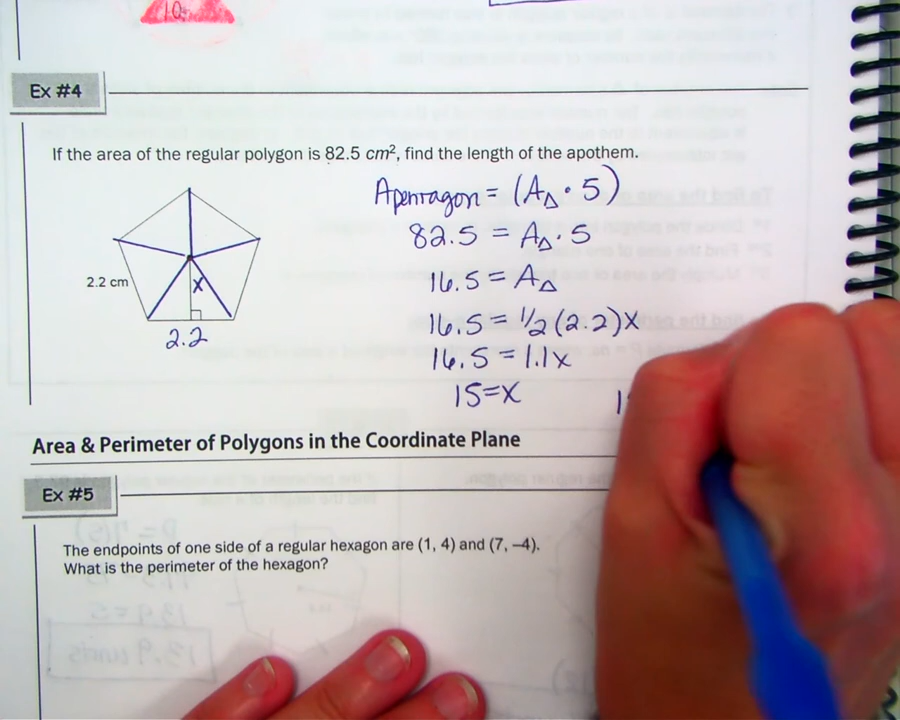 10
Ex #4
If the area of the regular polygon is 82.5 cm², find the length of the apothem.
Apentagon = (A△ • 5)
82.5 = A△ • 5
16.5 = A△
16.5 = 1/2 (2.2)x
16.5 = 1.1x
15=x
2.2 cm
x
2.2
Area & Perimeter of Polygons in the Coordinate Plane
Ex #5
The endpoints of one side of a regular hexagon are (1, 4) and (7, –4).
What is the perimeter of the hexagon?